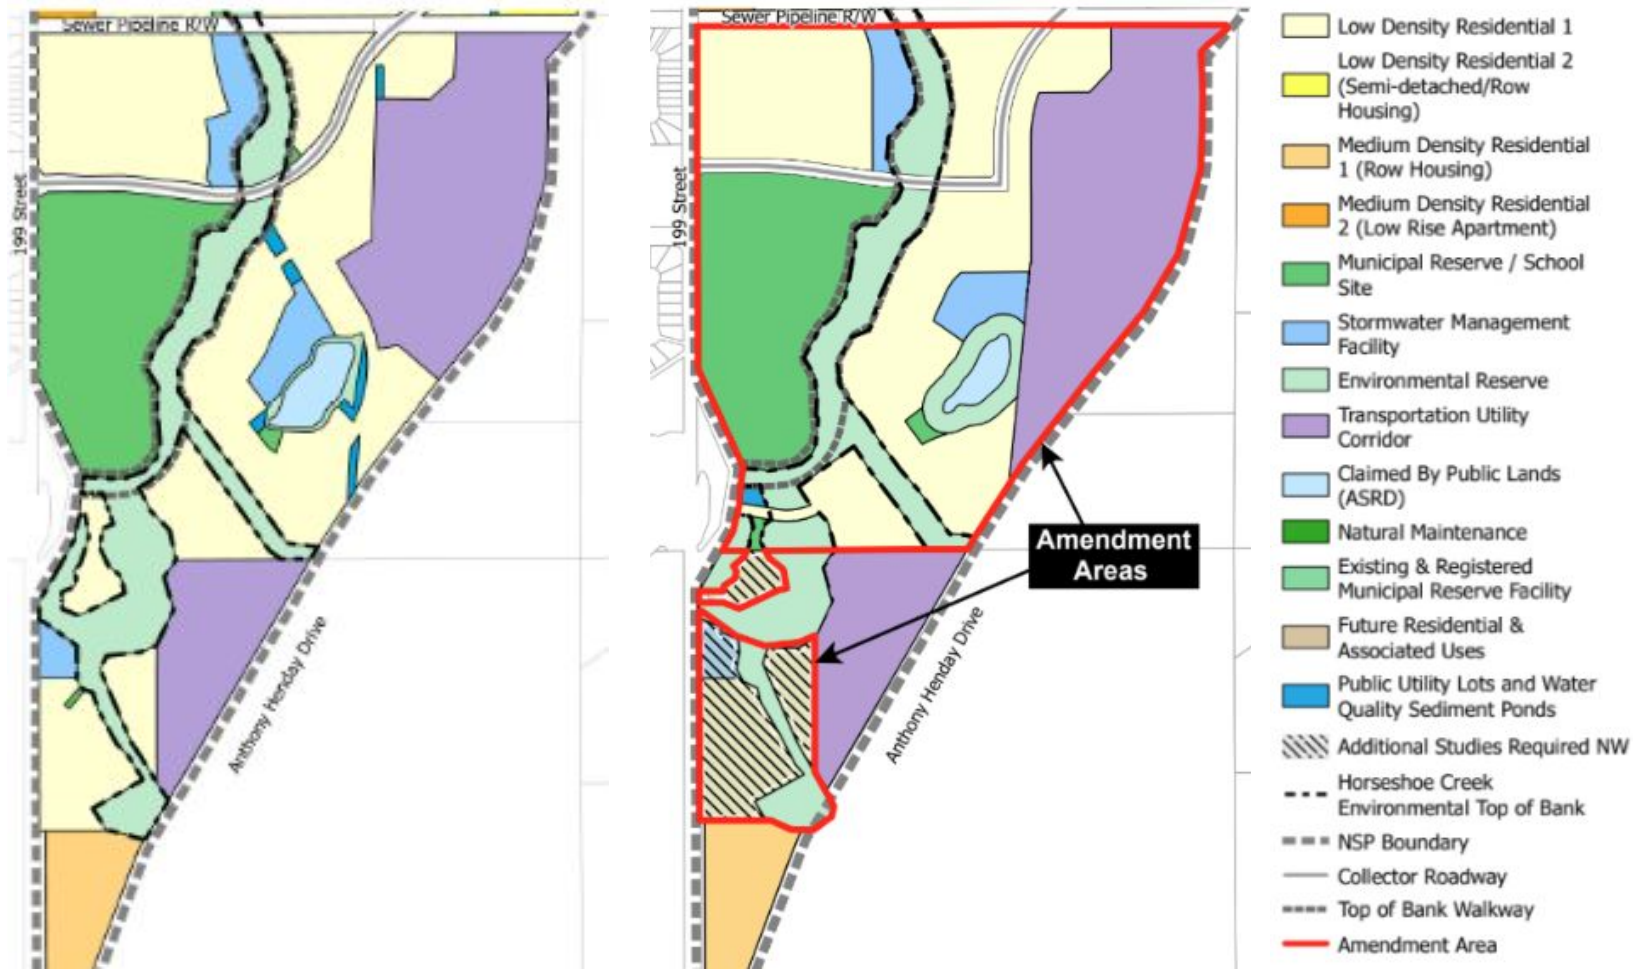 Sewer Pipeline R/W
199 Street
Anthony Henday Drive
Sewer Pipeline R/W
199 Street
Amendment
Areas
Anthony Henday Drive
Low Density Residential 1
Low Density Residential 2
(Semi-detached/Row
Housing)
Medium Density Residential
1 (Row Housing)
Medium Density Residential
2 (Low Rise Apartment)
Municipal Reserve / School
Site
Stormwater Management
Facility
Environmental Reserve
Transportation Utility
Corridor
Claimed By Public Lands
(ASRD)
Natural Maintenance
Existing & Registered
Municipal Reserve Facility
Future Residential &
Associated Uses
Public Utility Lots and Water
Quality Sediment Ponds
Additional Studies Required NW
Horseshoe Creek
Environmental Top of Bank
NSP Boundary
Collector Roadway
Top of Bank Walkway
Amendment Area